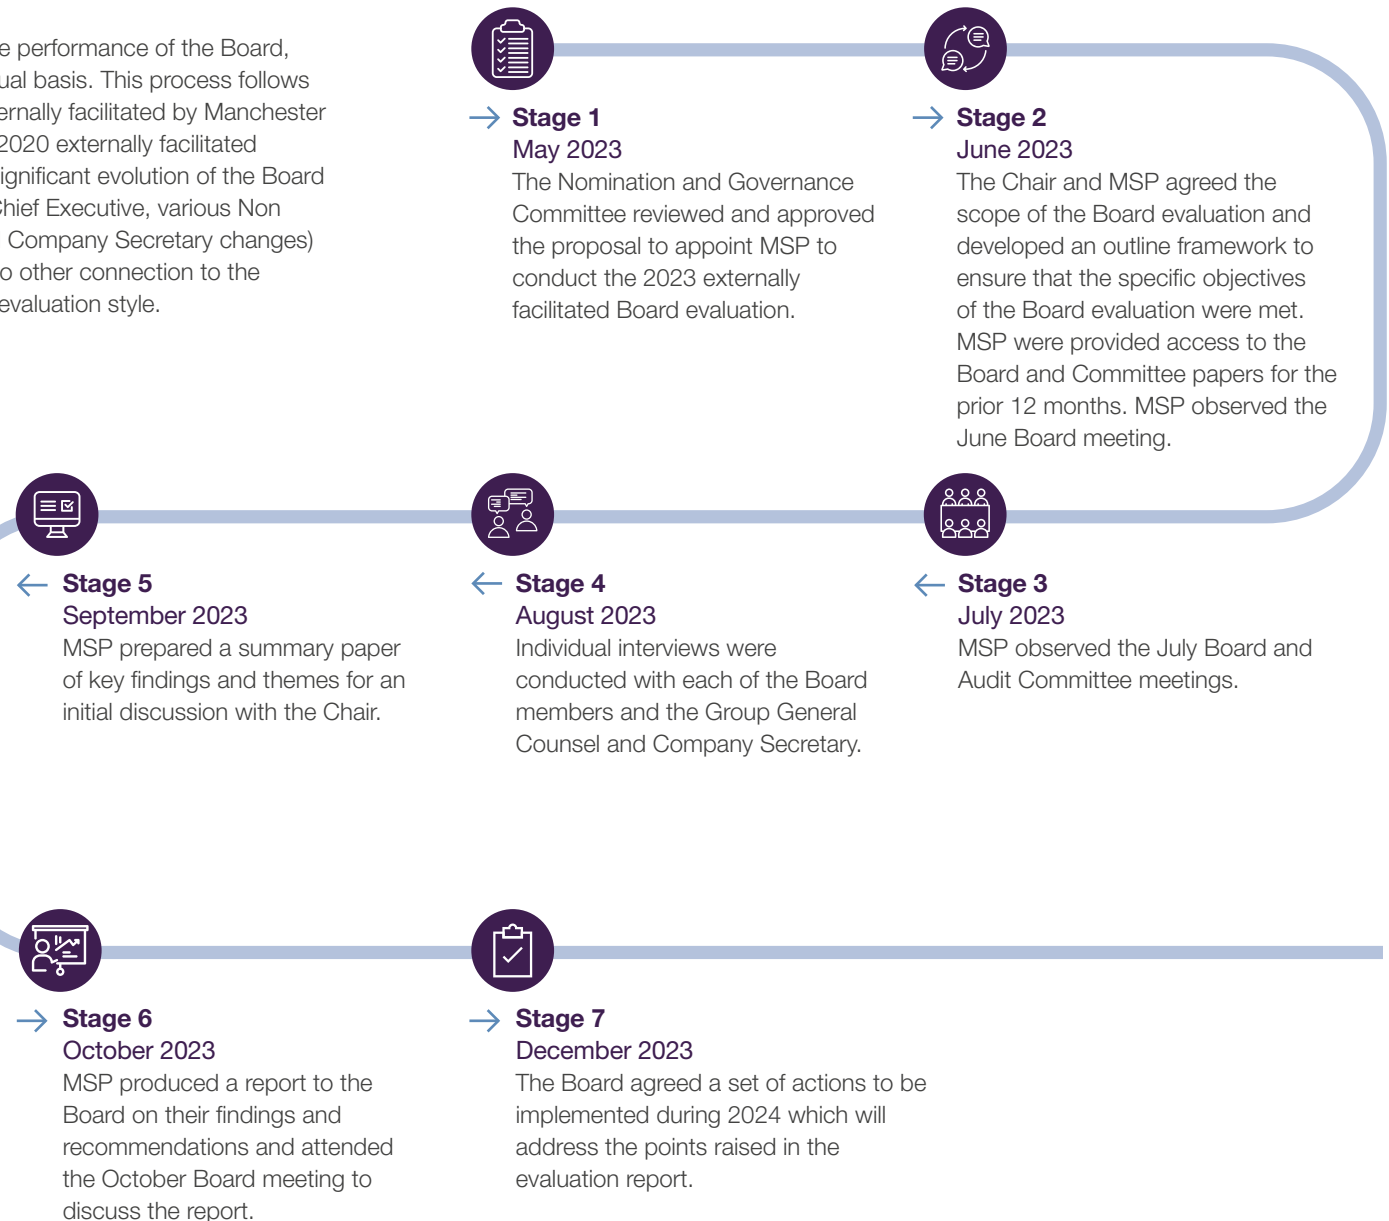 e performance of the Board,
ual basis. This process follows
ernally facilitated by Manchester
2020 externally facilitated
ignificant evolution of the Board
Chief Executive, various Non
Company Secretary changes)
o other connection to the
evaluation style.
Stage 1
May 2023
The Nomination and Governance
Committee reviewed and approved
the proposal to appoint MSP to
conduct the 2023 externally
facilitated Board evaluation.
Stage 2
June 2023
The Chair and MSP agreed the
scope of the Board evaluation and
developed an outline framework to
ensure that the specific objectives
of the Board evaluation were met.
MSP were provided access to the
Board and Committee papers for the
prior 12 months. MSP observed the
June Board meeting.
Stage 3
July 2023
MSP observed the July Board and
Audit Committee meetings.
Stage 4
August 2023
Individual interviews were
conducted with each of the Board
members and the Group General
Counsel and Company Secretary.
Stage 5
September 2023
MSP prepared a summary paper
of key findings and themes for an
initial discussion with the Chair.
Stage 6
October 2023
MSP produced a report to the
Board on their findings and
recommendations and attended
the October Board meeting to
discuss the report.
Stage 7
December 2023
The Board agreed a set of actions to be
implemented during 2024 which will
address the points raised in the
evaluation report.